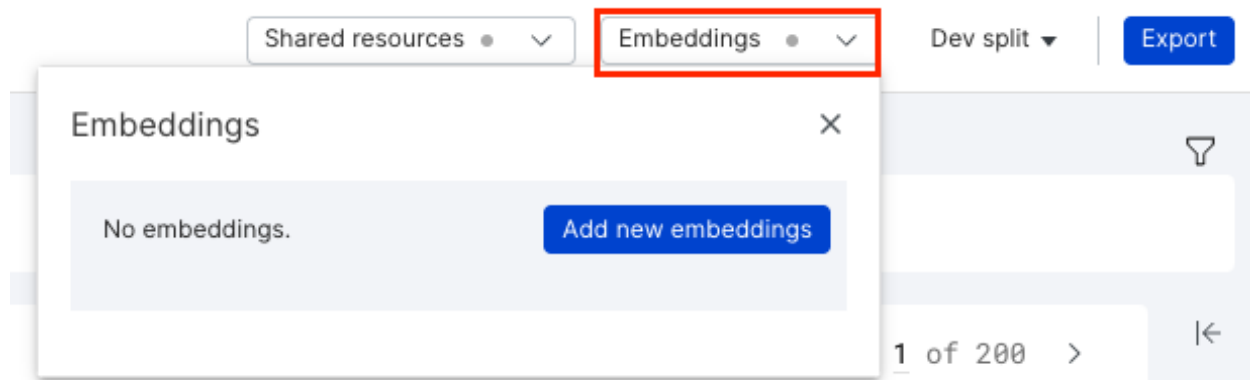 Shared resources Embeddings Dev split Export
Embeddings
No embeddings. Add new embeddings
1 of 200